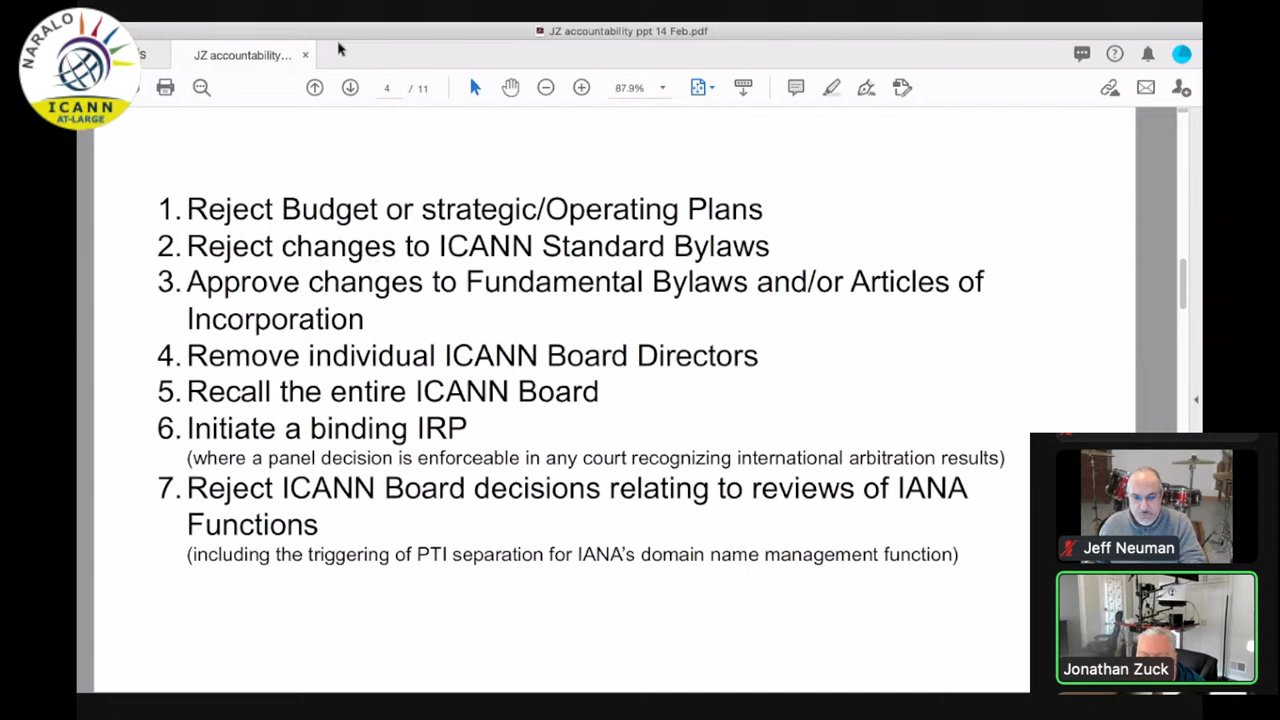 NARALO
ICANN
AT-LARGE
JZ accountability ppt 14 Feb.pdf
JZ accountability...
4 / 11
87.9%
1. Reject Budget or strategic/Operating Plans
2. Reject changes to ICANN Standard Bylaws
3. Approve changes to Fundamental Bylaws and/or Articles of
Incorporation
4. Remove individual ICANN Board Directors
5. Recall the entire ICANN Board
6. Initiate a binding IRP
(where a panel decision is enforceable in any court recognizing international arbitration results)
7. Reject ICANN Board decisions relating to reviews of IANA
Functions
(including the triggering of PTI separation for IANA's domain name management function)
Jeff Neuman
Jonathan Zuck